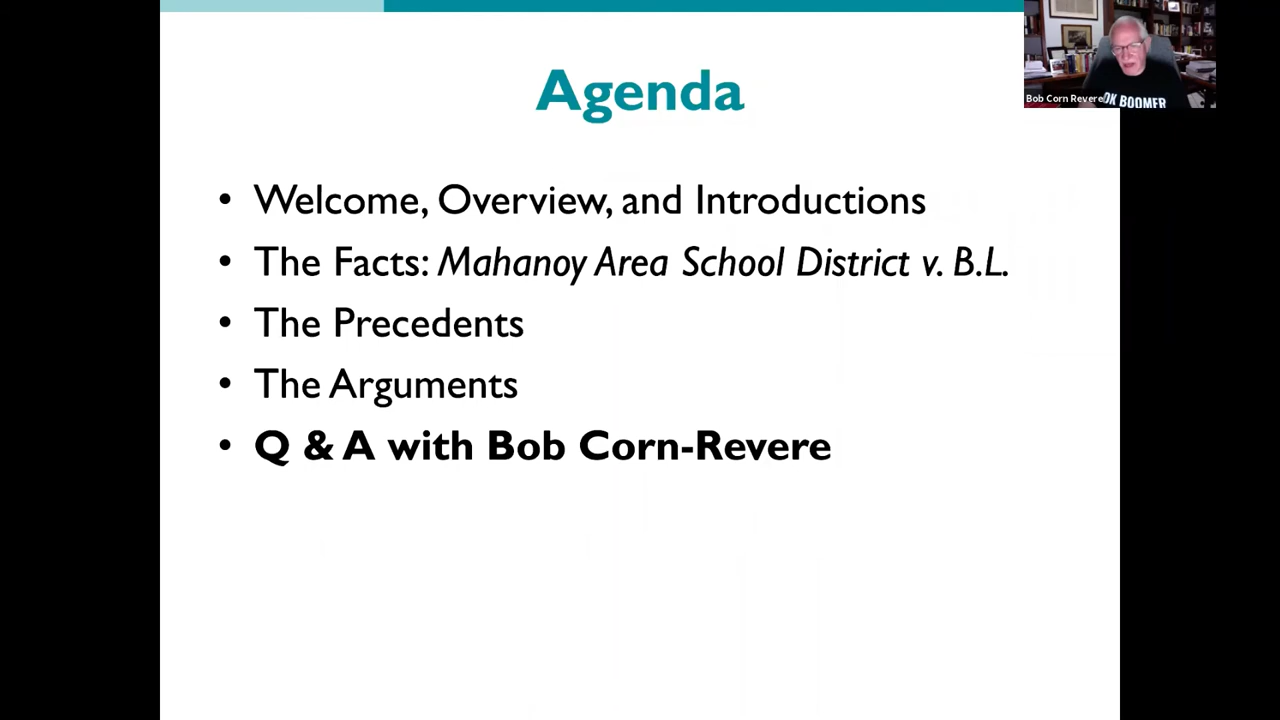 Agenda
• Welcome, Overview, and Introductions
• The Facts: Mahanoy Area School District v. B.L.
• The Precedents
• The Arguments
• Q & A with Bob Corn-Revere
Bob Corn Revere
OK BOOMER